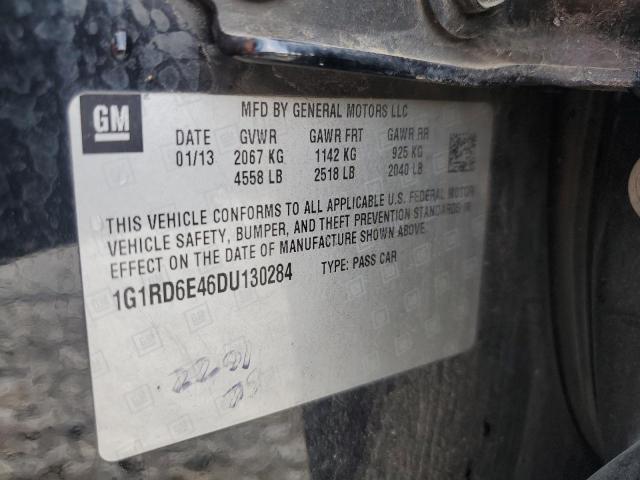 GM
MFD BY GENERAL MOTORS LLC
DATE GVWR GAWR FRT GAWR RR
01/13 2067 KG 1142 KG 925 KG
4558 LB 2518 LB 2040 LB
THIS VEHICLE CONFORMS TO ALL APPLICABLE U.S. FEDERAL MOTOR
VEHICLE SAFETY, BUMPER, AND THEFT PREVENTION STANDARDS IN
EFFECT ON THE DATE OF MANUFACTURE SHOWN ABOVE.
1G1RD6E46DU130284 TYPE: PASS CAR